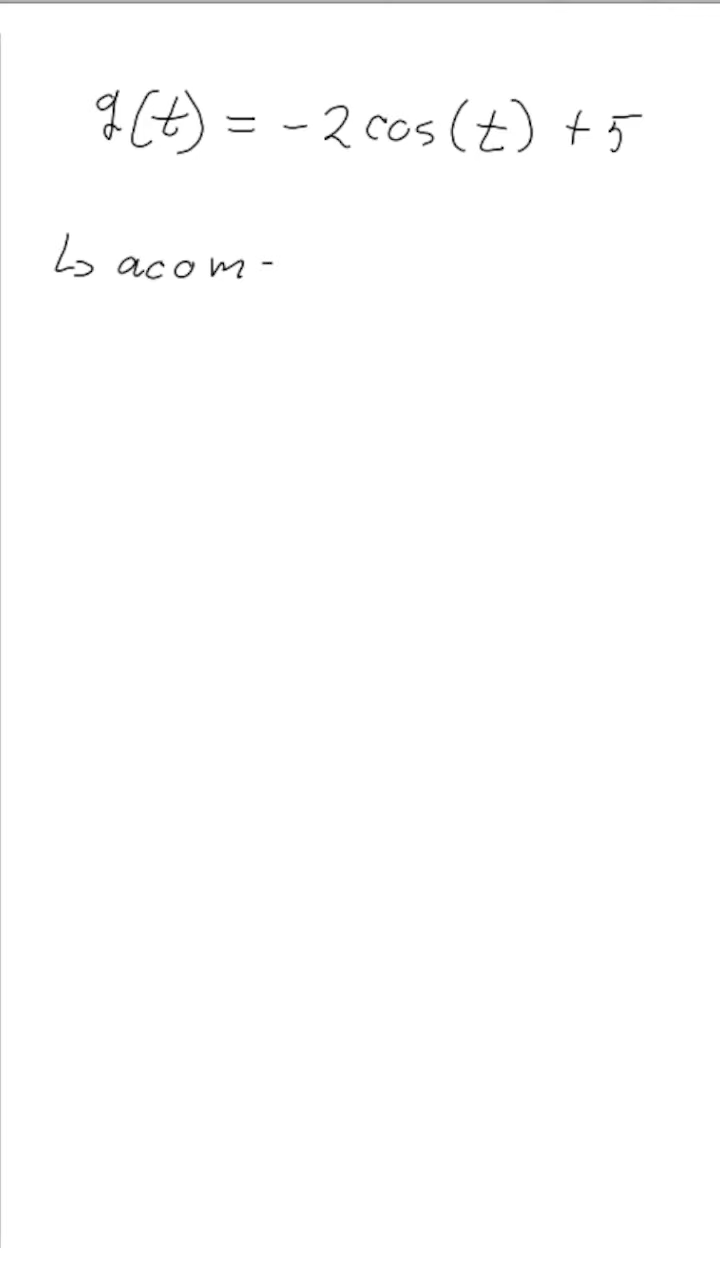 g(t) = -2cos(t) + 5
↳ acom-